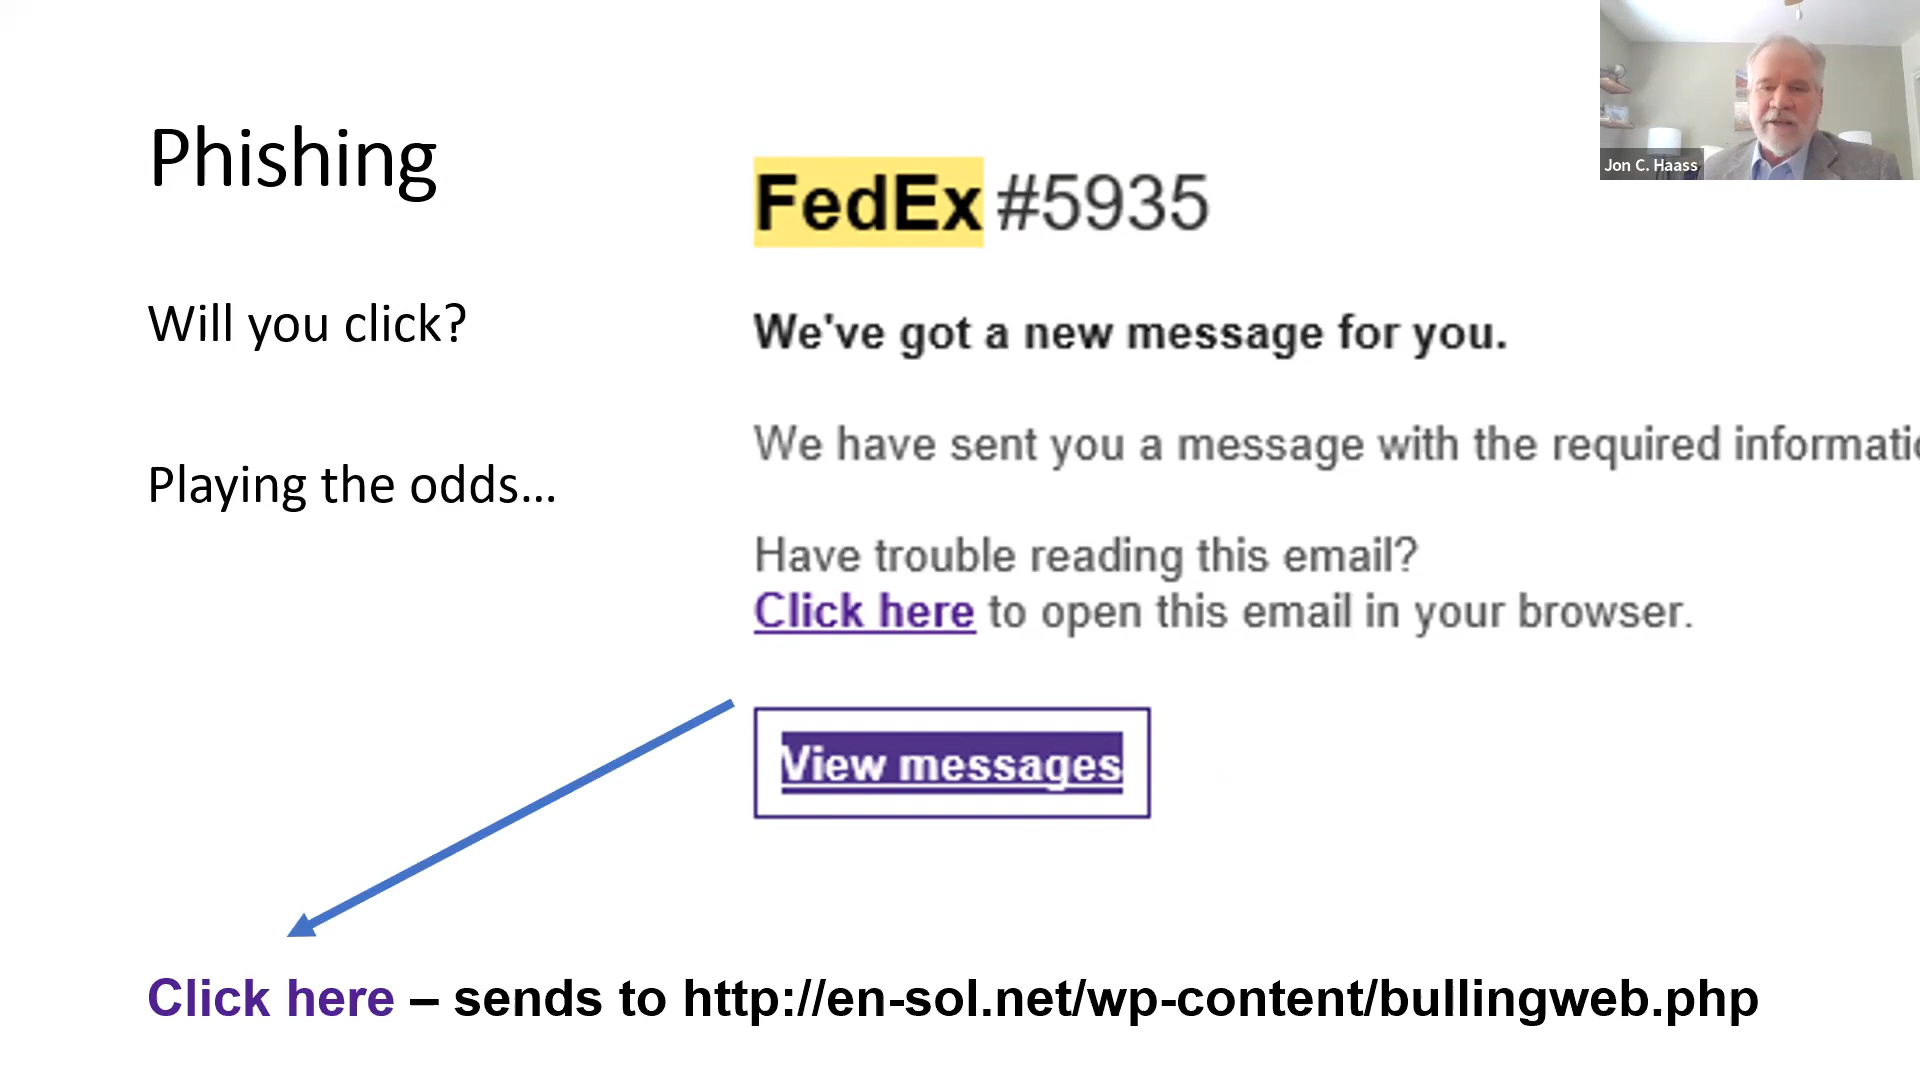 Phishing
Will you click?
Playing the odds...
FedEx #5935
We've got a new message for you.
We have sent you a message with the required informatic
Have trouble reading this email?
Click here to open this email in your browser.
View messages
Click here – sends to http://en-sol.net/wp-content/bullingweb.php
Jon C. Haass